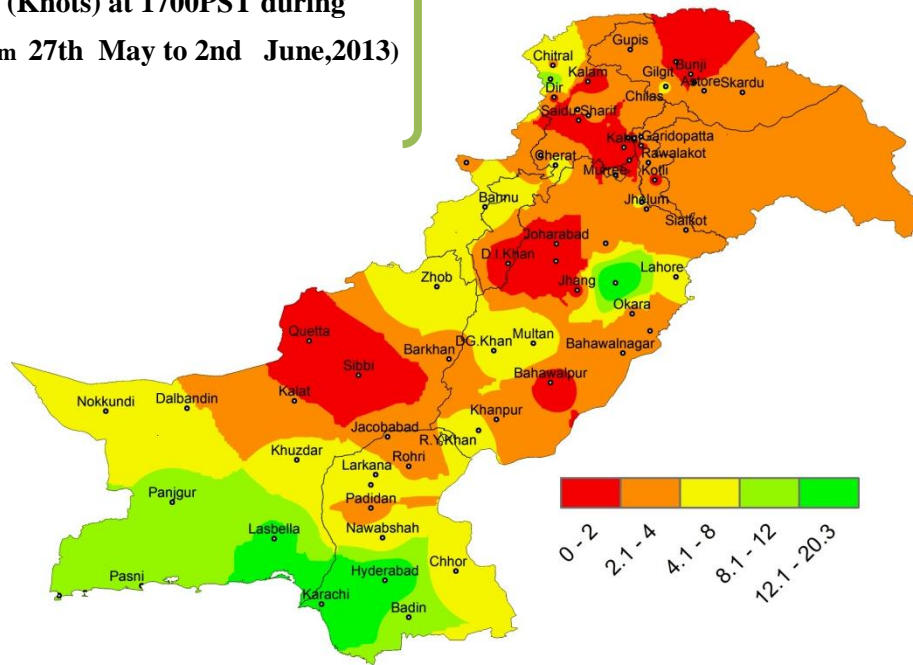 (Knots) at 1700PST during
m 27th May to 2nd June,2013)
Gupis
Chitral
Kalam
Gilgit
Bunji
Astore
Skardu
Dir
Chilas
Saidu Sharif
Garidopatta
Cherat
Rawalakot
Murree
Kotli
Bannu
Jhelum
Sialkot
Joharabad
D.I.Khan
Lahore
Zhob
Jhang
Okara
Quetta
DG.Khan
Multan
Barkhan
Bahawalnagar
Sibbi
Bahawalpur
Nokkundi
Dalbandin
Kalat
Khanpur
Jacobabad
R.Y.Khan
Khuzdar
Rohri
Larkana
Panjgur
Padidan
Lasbella
Nawabshah
Chhor
Pasni
Hyderabad
Karachi
Badin
0 - 2
2.1 - 4
4.1 - 8
8.1 - 12
12.1 - 20.3